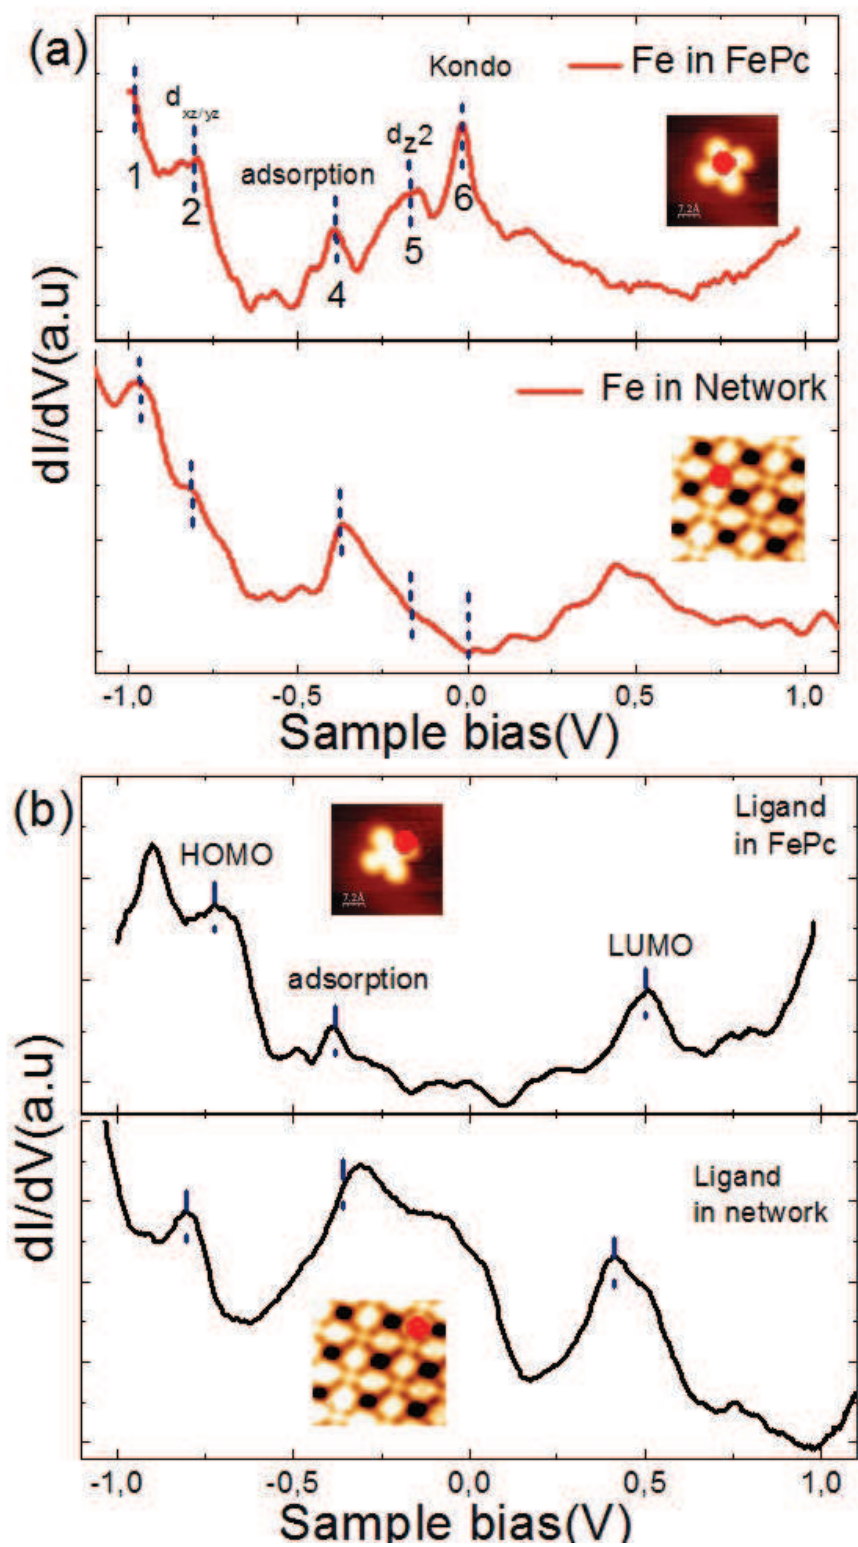 (a)
Kondo
Fe in FePc
d xz/yz
dz2
adsorption
7.2Å
1
2
4
5
6
Fe in Network
dI/dV(a.u)
-1,0
-0,5
0,0
0,5
1,0
Sample bias(V)
(b)
HOMO
Ligand
in FePc
7.2Å
adsorption
LUMO
Ligand
in network
dI/dV(a.u)
-1,0
-0,5
0,0
0,5
1,0
Sample bias(V)